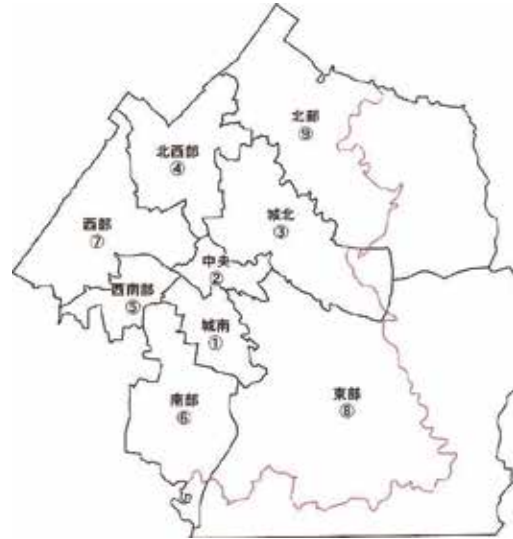 北部
⑨
北西部
④
城北
③
西部
⑦
中央
②
西南部
⑤
城南
①
東部
⑧
南部
⑥